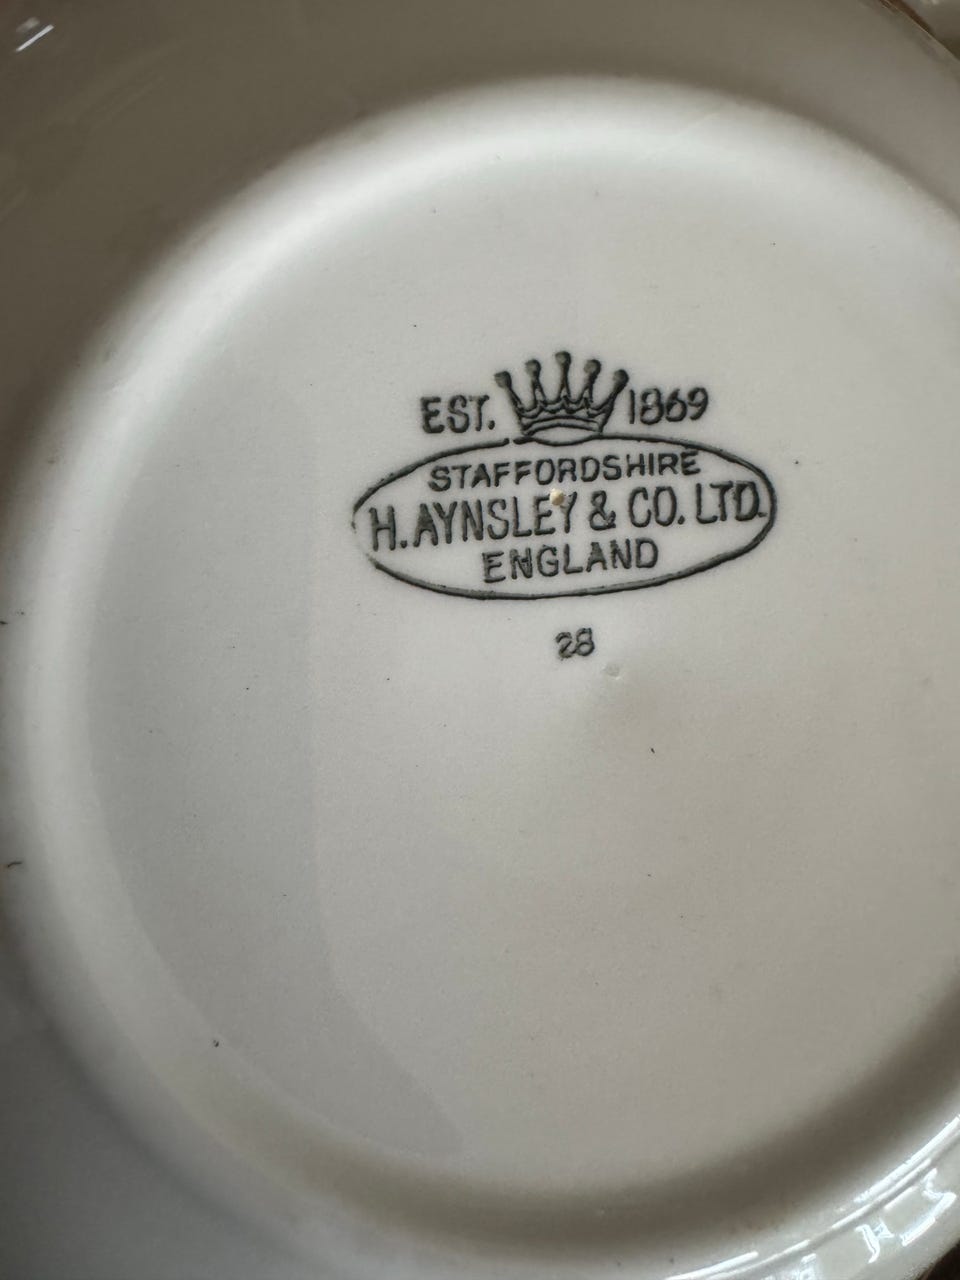 EST. 1869
STAFFORDSHIRE
H. AYNSLEY & CO. LTD.
ENGLAND
28